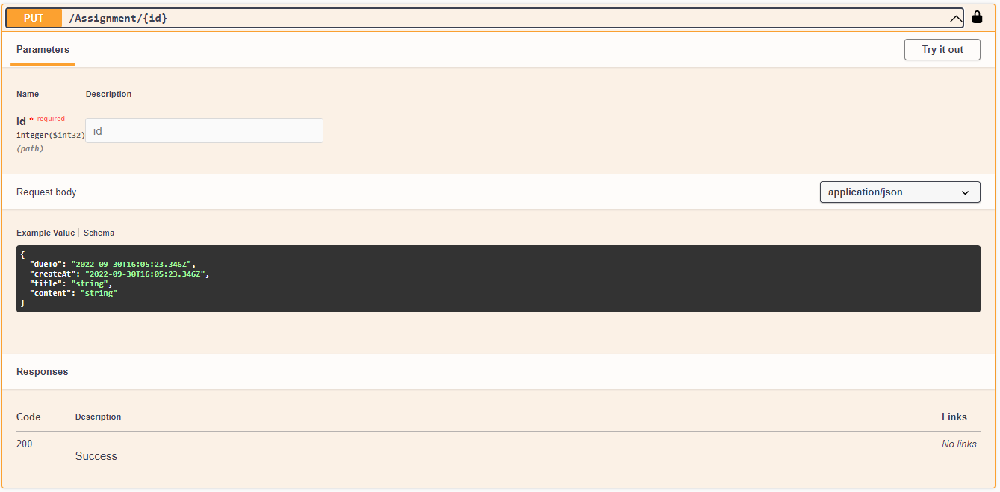 PUT /Assignment/{id}
Parameters
Try it out
Name Description
id * required
integer($int32)
(path)
id
Request body
application/json
Example Value | Schema
{
  "dueTo": "2022-09-30T16:05:23.346Z",
  "createAt": "2022-09-30T16:05:23.346Z",
  "title": "string",
  "content": "string"
}
Responses
Code Description Links
200 Success No links